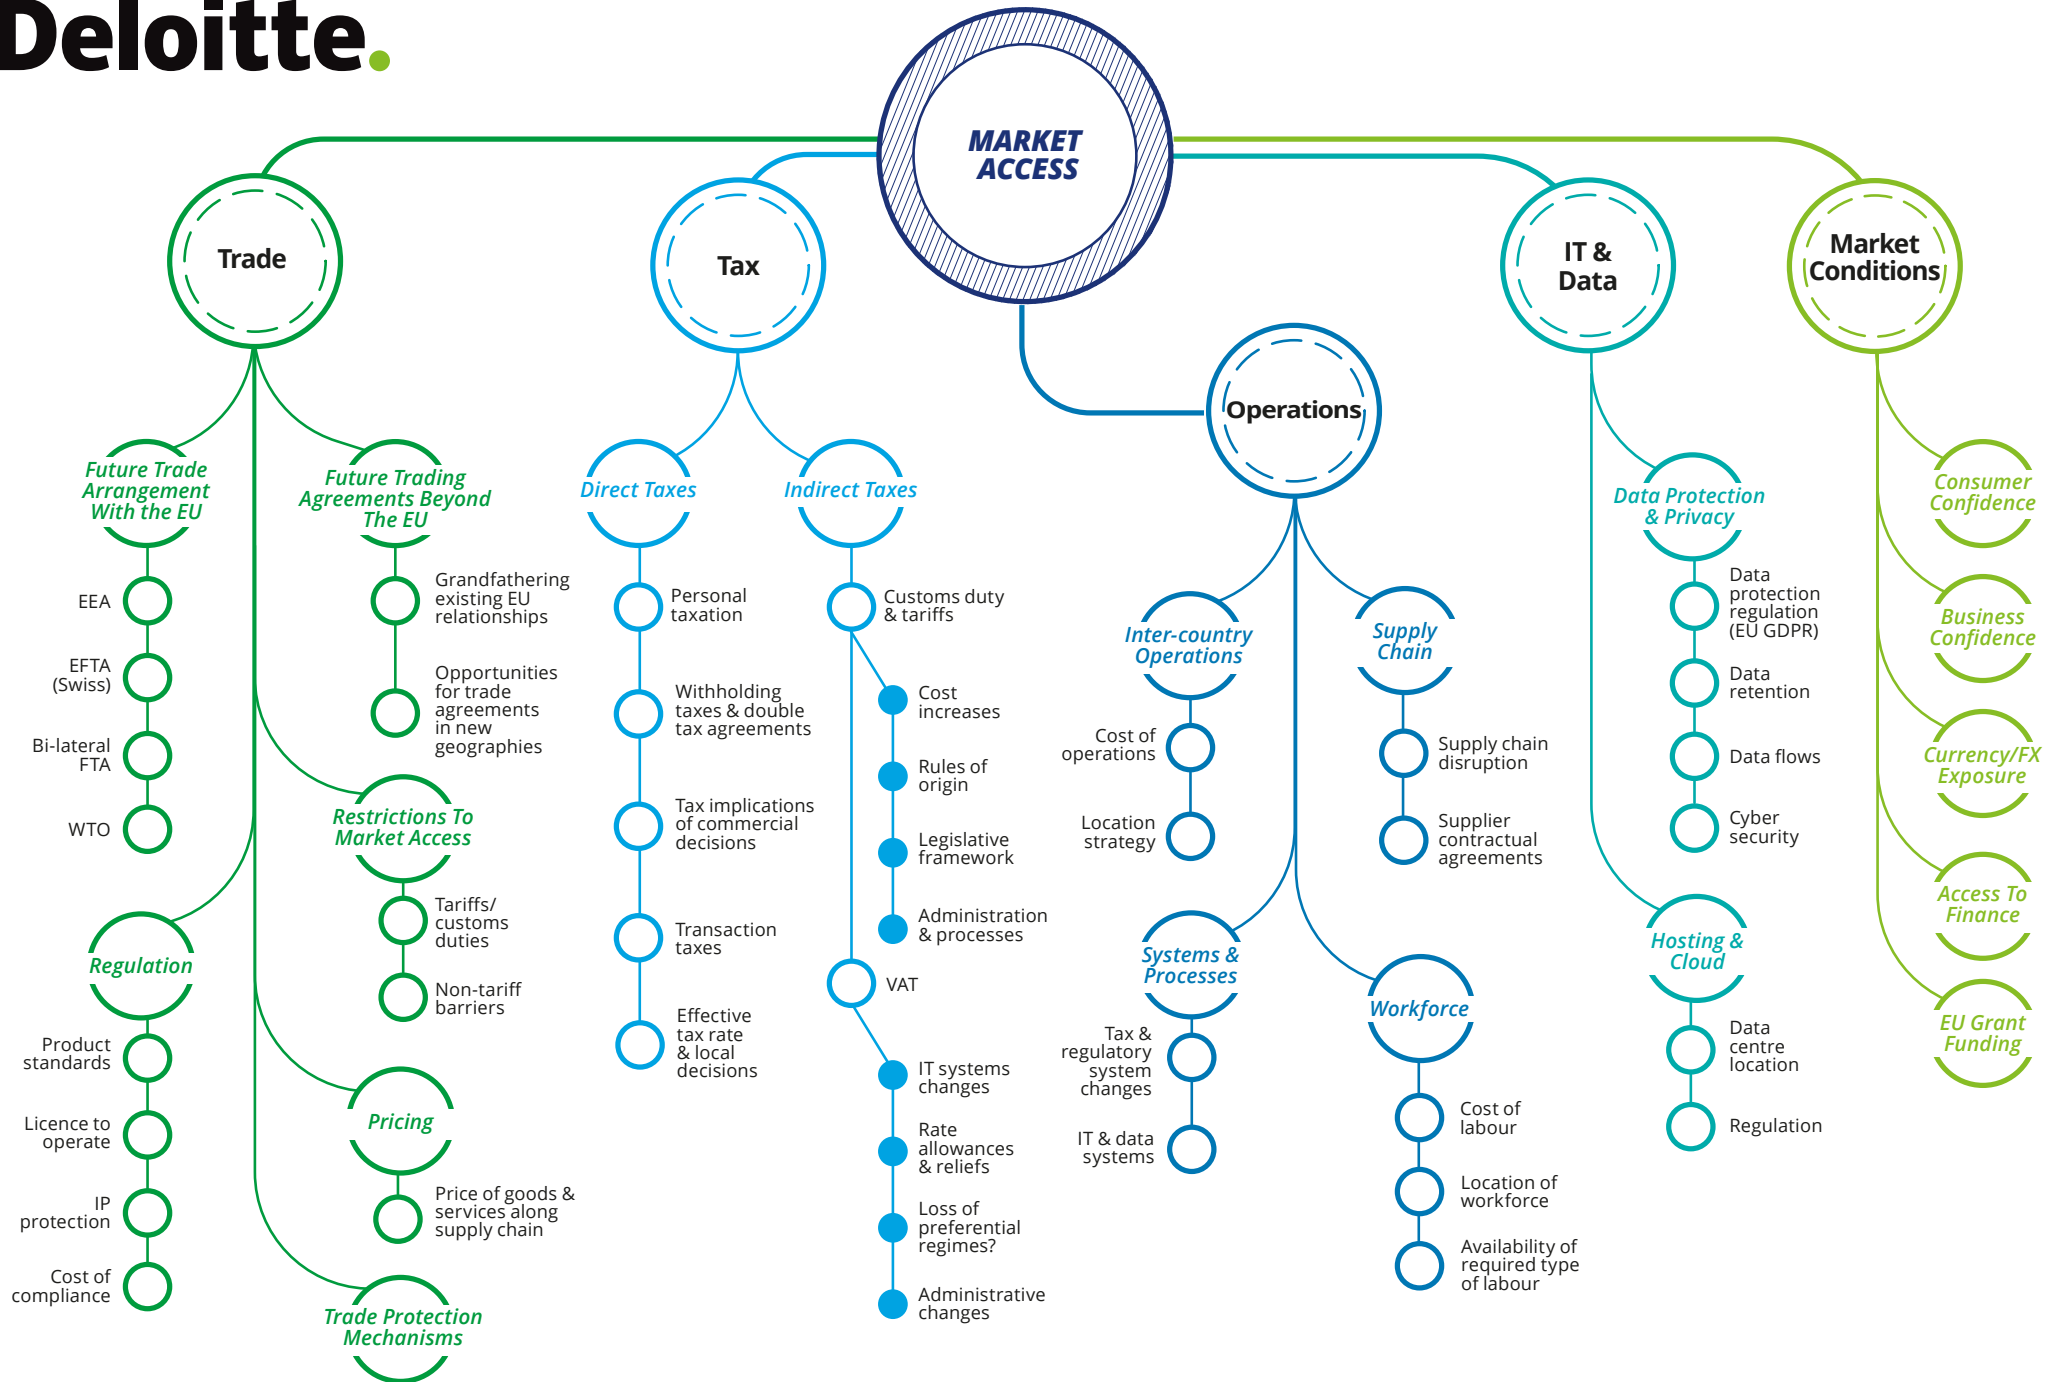 Deloitte.
MARKET
ACCESS
Trade
Future Trade
Arrangement
With the EU
EEA
EFTA
(Swiss)
Bi-lateral
FTA
WTO
Future Trading
Agreements Beyond
The EU
Grandfathering
existing EU
relationships
Opportunities
for trade
agreements
in new
geographies
Restrictions To
Market Access
Tariffs/
customs
duties
Non-tariff
barriers
Regulation
Product
standards
Licence to
operate
IP
protection
Cost of
compliance
Pricing
Price of goods &
services along
supply chain
Trade Protection
Mechanisms
Tax
Direct Taxes
Personal
taxation
Withholding
taxes & double
tax agreements
Tax implications
of commercial
decisions
Transaction
taxes
Effective
tax rate
& local
decisions
Indirect Taxes
Customs duty
& tariffs
Cost
increases
Rules of
origin
Legislative
framework
Administration
& processes
VAT
IT systems
changes
Rate
allowances
& reliefs
Loss of
preferential
regimes?
Administrative
changes
Operations
Inter-country
Operations
Cost of
operations
Location
strategy
Supply
Chain
Supply chain
disruption
Supplier
contractual
agreements
Systems &
Processes
Tax &
regulatory
system
changes
IT & data
systems
Workforce
Cost of
labour
Location of
workforce
Availability of
required type
of labour
IT &
Data
Data Protection
& Privacy
Data
protection
regulation
(EU GDPR)
Data
retention
Data flows
Cyber
security
Hosting &
Cloud
Data
centre
location
Regulation
Market
Conditions
Consumer
Confidence
Business
Confidence
Currency/FX
Exposure
Access To
Finance
EU Grant
Funding